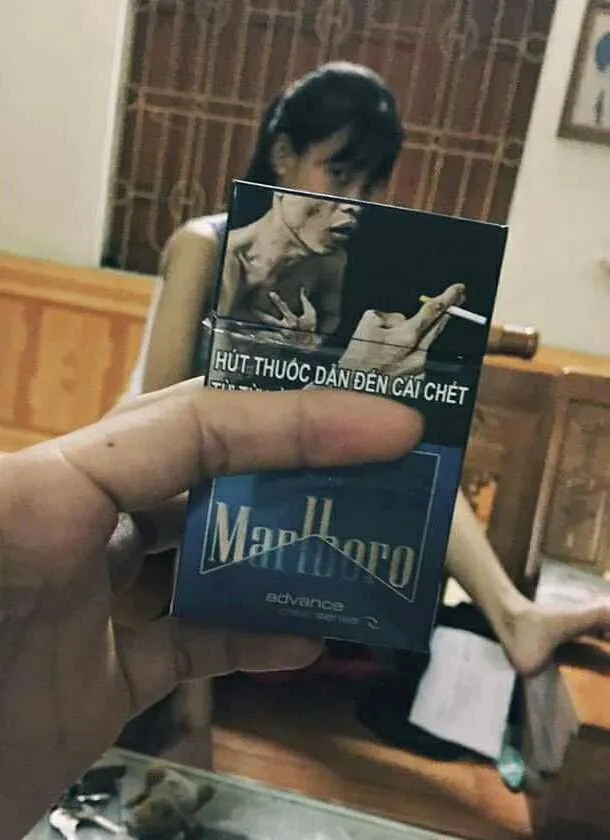 HÚT THUỐC DẪN ĐẾN CÁI CHẾT
Marlboro
advance